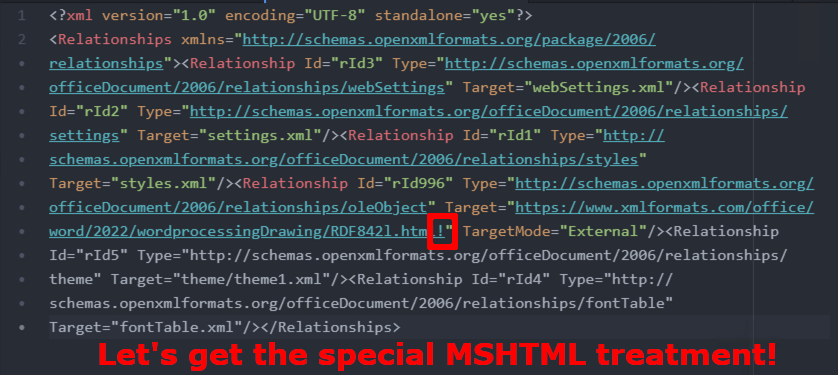 1 <?xml version="1.0" encoding="UTF-8" standalone="yes"?>
2 <Relationships xmlns="http://schemas.openxmlformats.org/package/2006/
relationships"><Relationship Id="rId3" Type="http://schemas.openxmlformats.org/
officeDocument/2006/relationships/webSettings" Target="webSettings.xml"/><Relationship
Id="rId2" Type="http://schemas.openxmlformats.org/officeDocument/2006/relationships/
settings" Target="settings.xml"/><Relationship Id="rId1" Type="http://
schemas.openxmlformats.org/officeDocument/2006/relationships/styles"
Target="styles.xml"/><Relationship Id="rId996" Type="http://schemas.openxmlformats.org/
officeDocument/2006/relationships/oleObject" Target="https://www.xmlformats.com/office/
word/2022/wordprocessingDrawing/RDF842l.html!" TargetMode="External"/><Relationship
Id="rId5" Type="http://schemas.openxmlformats.org/officeDocument/2006/relationships/
theme" Target="theme/theme1.xml"/><Relationship Id="rId4" Type="http://
schemas.openxmlformats.org/officeDocument/2006/relationships/fontTable"
Target="fontTable.xml"/></Relationships>
Let's get the special MSHTML treatment!